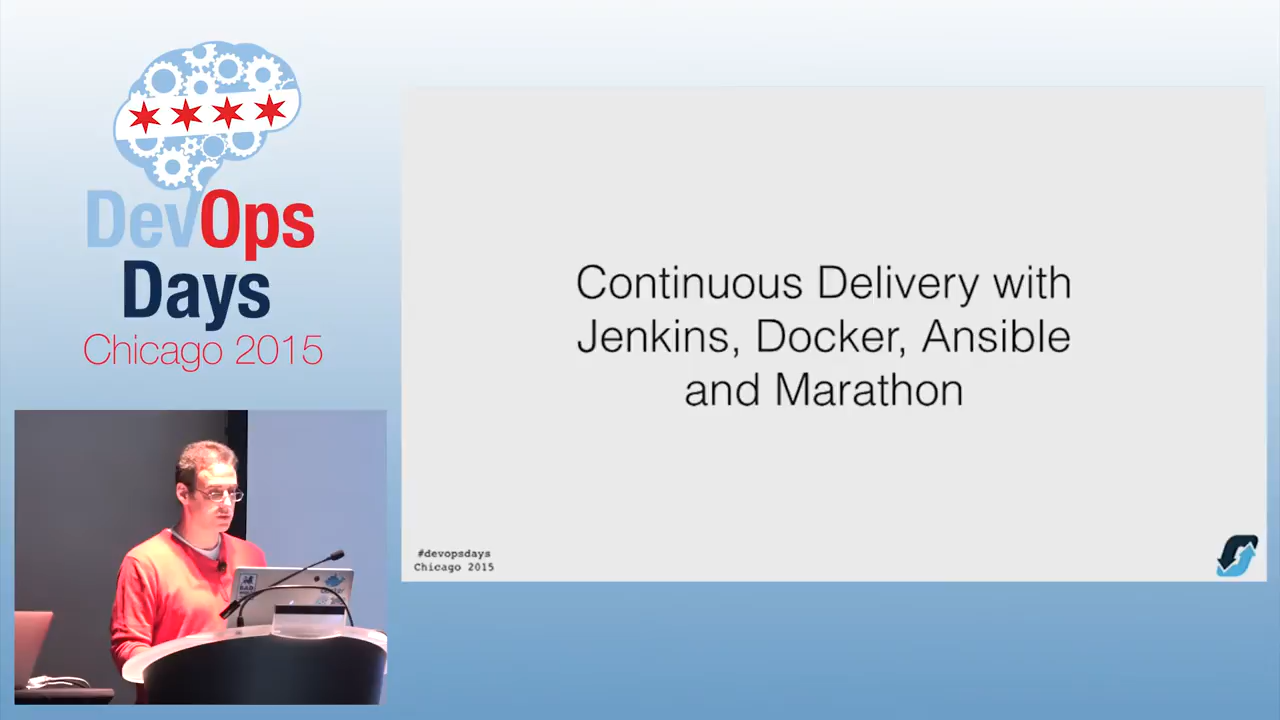 DevOps
Days
Chicago 2015
Continuous Delivery with
Jenkins, Docker, Ansible
and Marathon
#devopsdays
Chicago 2015